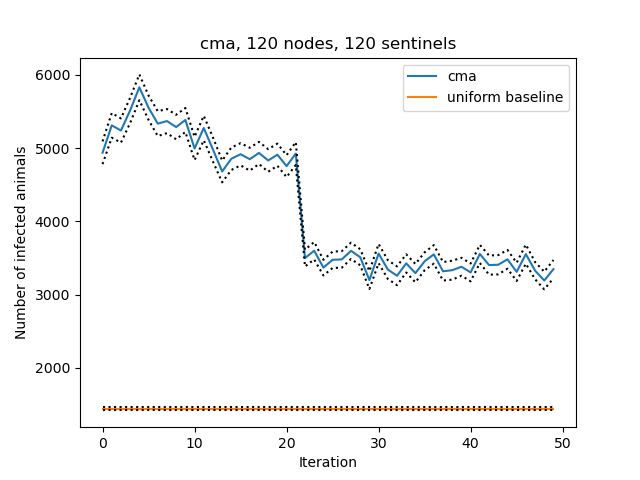 cma, 120 nodes, 120 sentinels
cma
uniform baseline
Number of infected animals
6000
5000
4000
3000
2000
0
10
20
30
40
50
Iteration